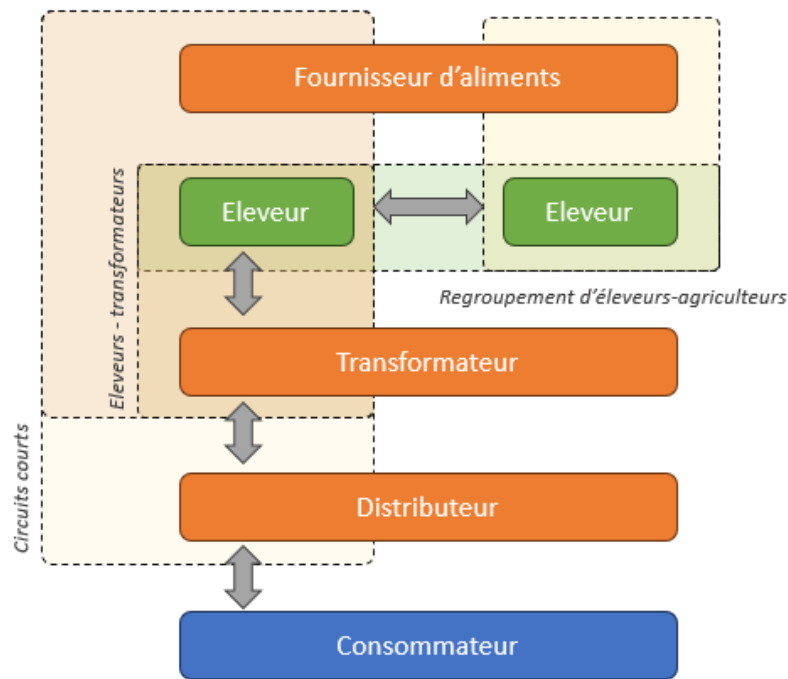 Fournisseur d'aliments
Eleveur
Eleveur
Eleveurs - transformateurs
Regroupement d'éleveurs-agriculteurs
Transformateur
Circuits courts
Distributeur
Consommateur